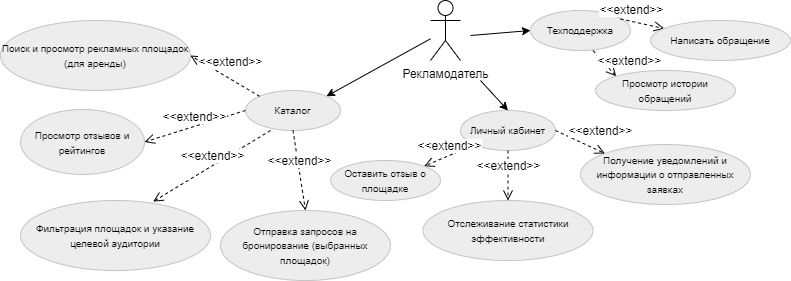 <<extend>>
Техподдержка
Написать обращение
Поиск и просмотр рекламных площадок
(для аренды)
<<extend>>
<<extend>>
Рекламодатель
Просмотр истории
обращений
Каталог
<<extend>>
Личный кабинет
<<extend>>
Просмотр отзывов и
рейтингов
<<extend>>
<<extend>>
<<extend>>
<<extend>>
Получение уведомлений и
информации о отправленных
заявках
Оставить отзыв о
площадке
Фильтрация площадок и указание
целевой аудитории
Отправка запросов на
бронирование (выбранных
площадок)
Отслеживание статистики
эффективности